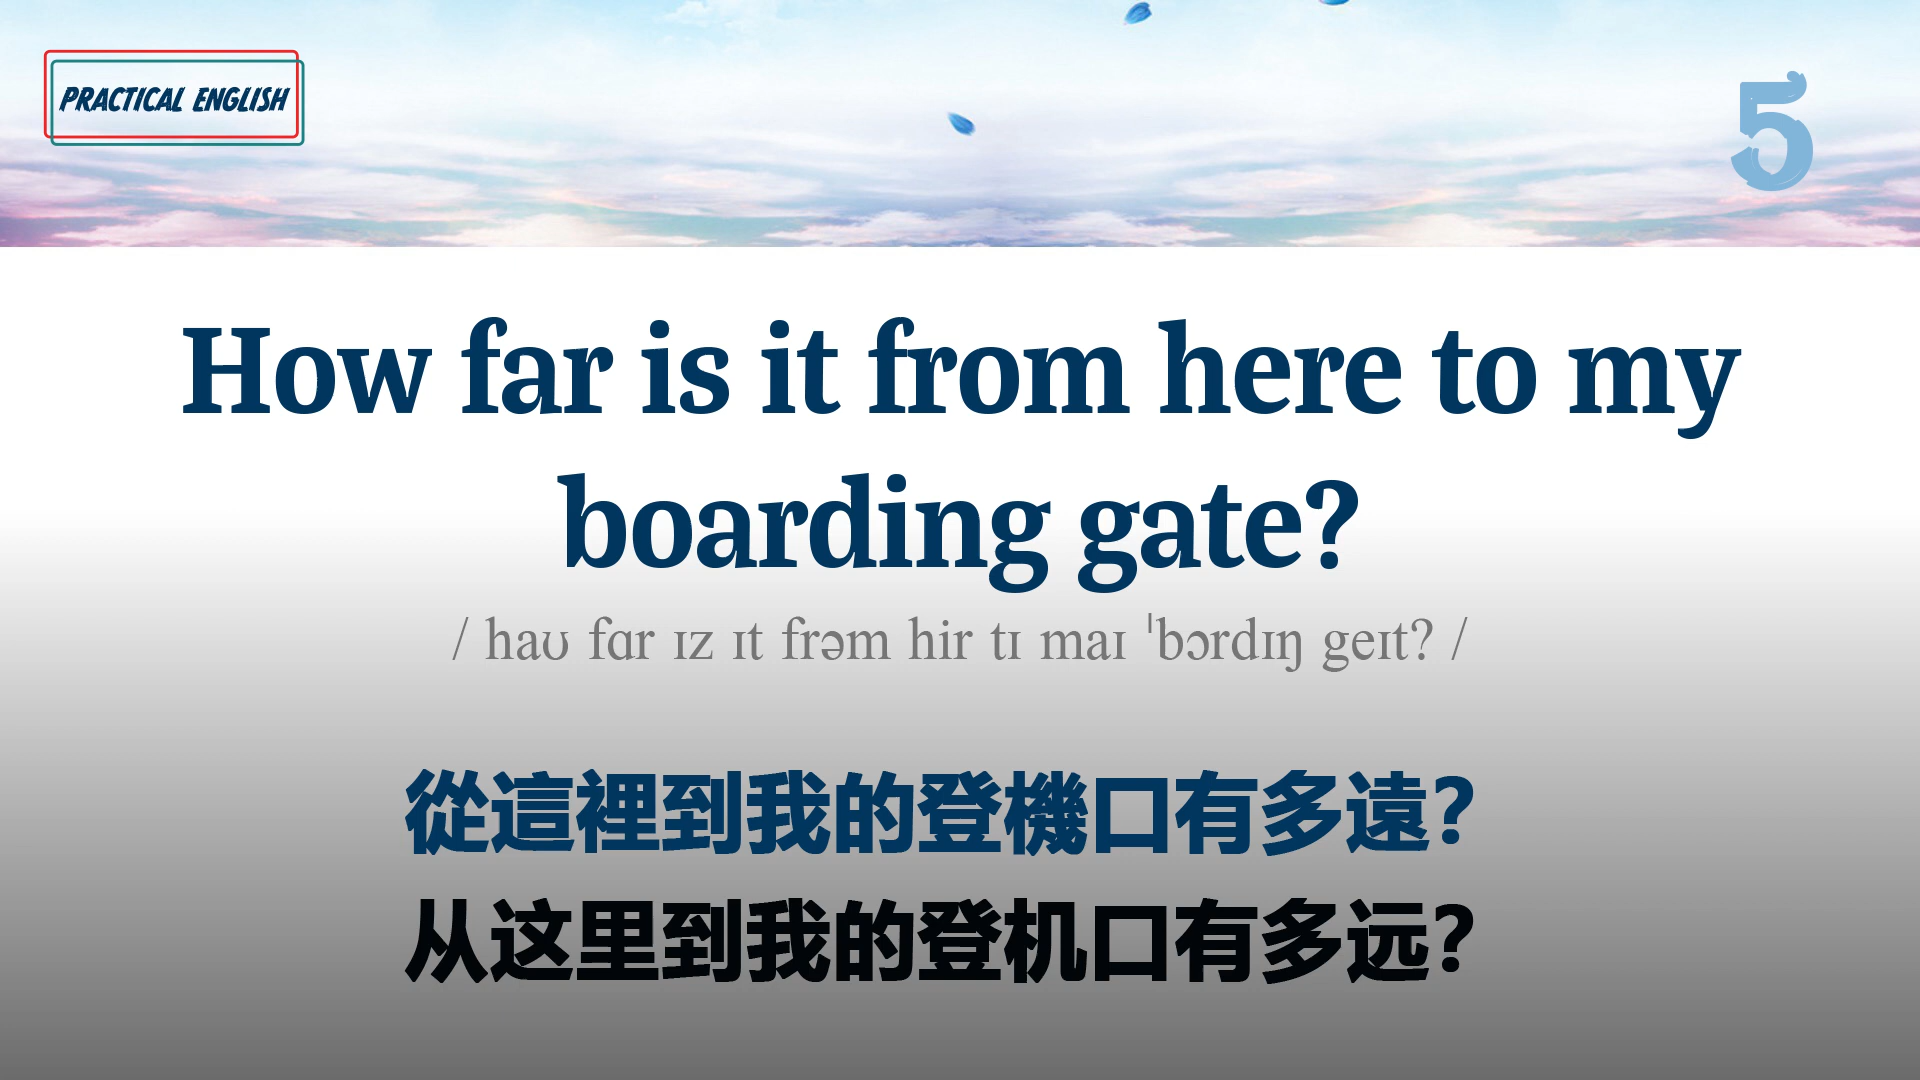 PRACTICAL ENGLISH
5
How far is it from here to my
boarding gate?
/ haʊ fɑr ɪz ɪt frəm hir tɪ maɪ ˈbɔrdɪŋ geɪt? /
從這裡到我的登機口有多遠?
从这里到我的登机口有多远?